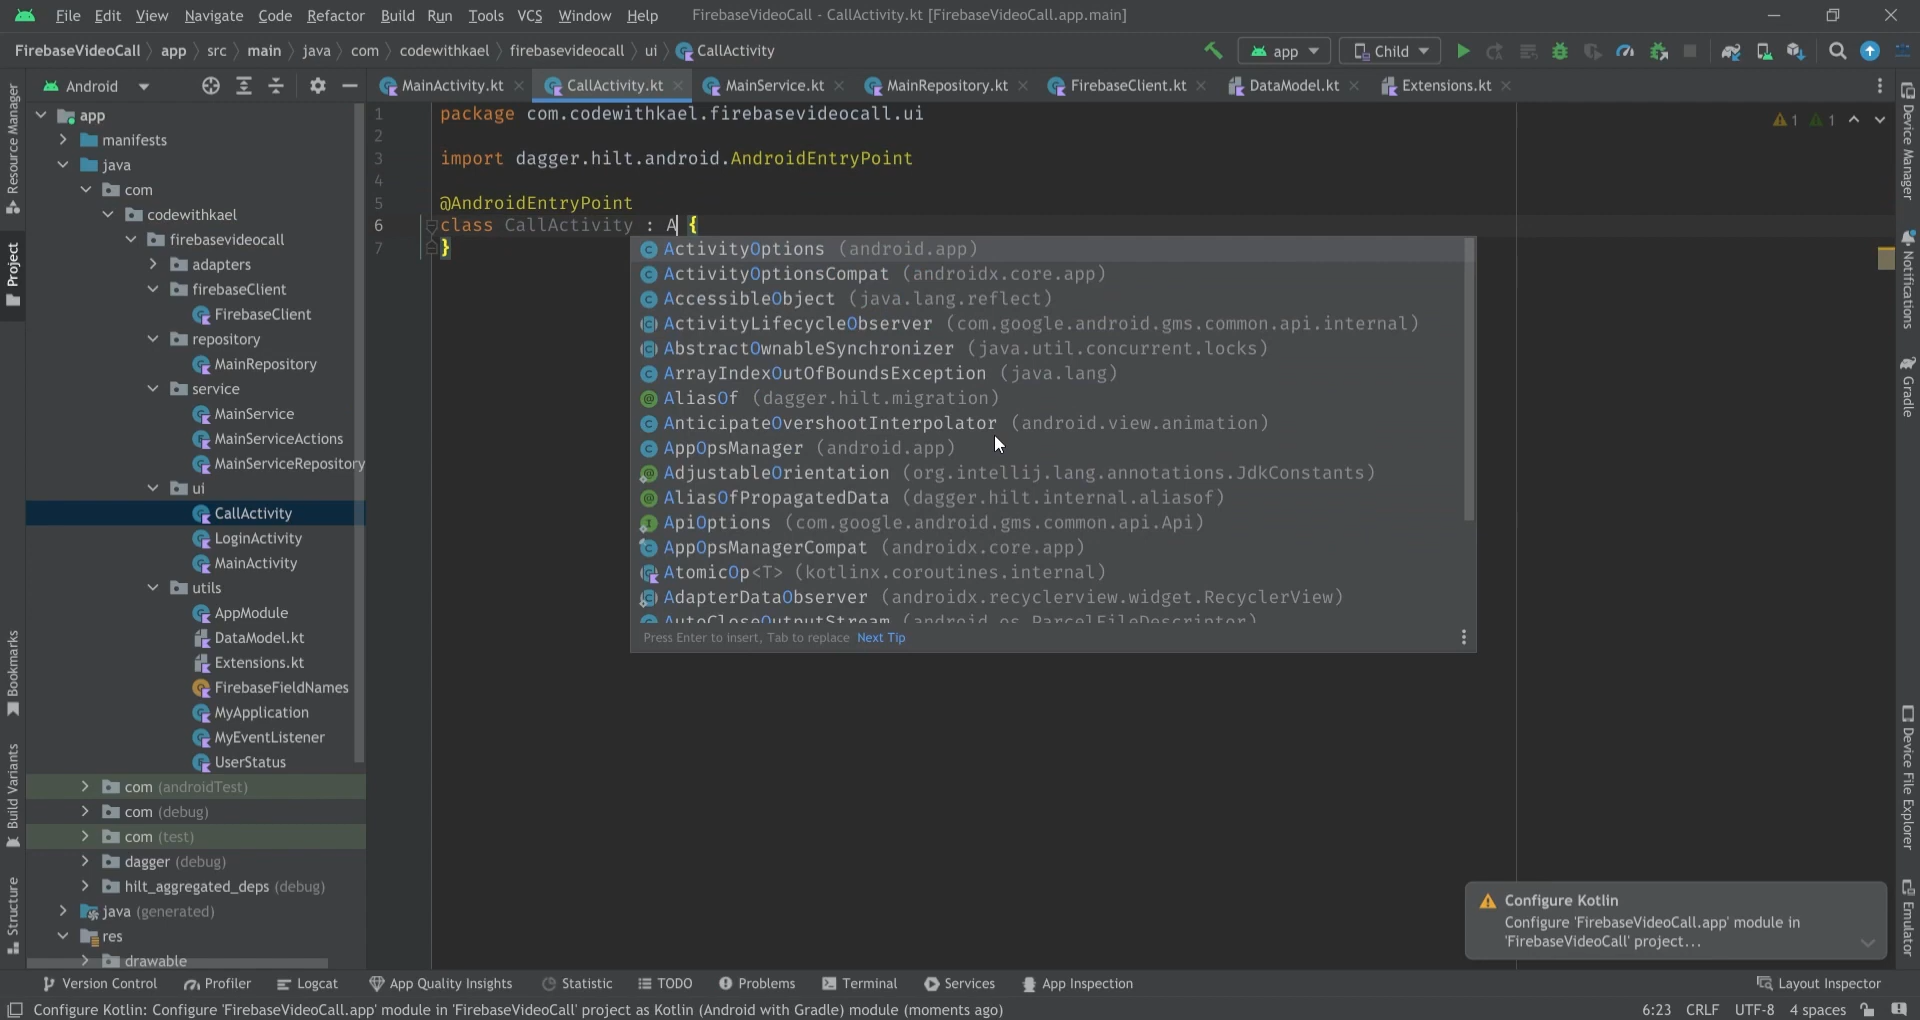 File Edit View Navigate Code Refactor Build Run Tools VCS Window Help FirebaseVideoCall - CallActivity.kt [FirebaseVideoCall.app.main]
FirebaseVideoCall app src main java com codewithkael firebasevideocall ui CallActivity app Child
Android MainActivity.kt CallActivity.kt MainService.kt MainRepository.kt FirebaseClient.kt DataModel.kt Extensions.kt
Resource Manager
Project
Bookmarks
Build Variants
Structure
app
manifests
java
com
codewithkael
firebasevideocall
adapters
firebaseClient
FirebaseClient
repository
MainRepository
service
MainService
MainServiceActions
MainServiceRepository
ui
CallActivity
LoginActivity
MainActivity
utils
AppModule
DataModel.kt
Extensions.kt
FirebaseFieldNames
MyApplication
MyEventListener
UserStatus
com (androidTest)
com (debug)
com (test)
dagger (debug)
hilt_aggregated_deps (debug)
java (generated)
res
drawable
1 package com.codewithkael.firebasevideocall.ui
2
3 import dagger.hilt.android.AndroidEntryPoint
4
5 @AndroidEntryPoint
6 class CallActivity : A {
7 }
1 1
ActivityOptions (android.app)
ActivityOptionsCompat (androidx.core.app)
AccessibleObject (java.lang.reflect)
ActivityLifecycleObserver (com.google.android.gms.common.api.internal)
AbstractOwnableSynchronizer (java.util.concurrent.locks)
ArrayIndexOutOfBoundsException (java.lang)
AliasOf (dagger.hilt.migration)
AnticipateOvershootInterpolator (android.view.animation)
AppOpsManager (android.app)
AdjustableOrientation (org.intellij.lang.annotations.JdkConstants)
AliasOfPropagatedData (dagger.hilt.internal.aliasof)
ApiOptions (com.google.android.gms.common.api.Api)
AppOpsManagerCompat (androidx.core.app)
AtomicOp<T> (kotlinx.coroutines.internal)
AdapterDataObserver (androidx.recyclerview.widget.RecyclerView)
AutoCloseOutputStream (android.os.ParcelFileDescriptor)
Press Enter to insert, Tab to replace Next Tip
Device Manager
Notifications
Gradle
Device File Explorer
Emulator
Configure Kotlin
Configure 'FirebaseVideoCall.app' module in
'FirebaseVideoCall' project...
Version Control Profiler Logcat App Quality Insights Statistic TODO Problems Terminal Services App Inspection Layout Inspector
Configure Kotlin: Configure 'FirebaseVideoCall.app' module in 'FirebaseVideoCall' project as Kotlin (Android with Gradle) module (moments ago) 6:23 CRLF UTF-8 4 spaces